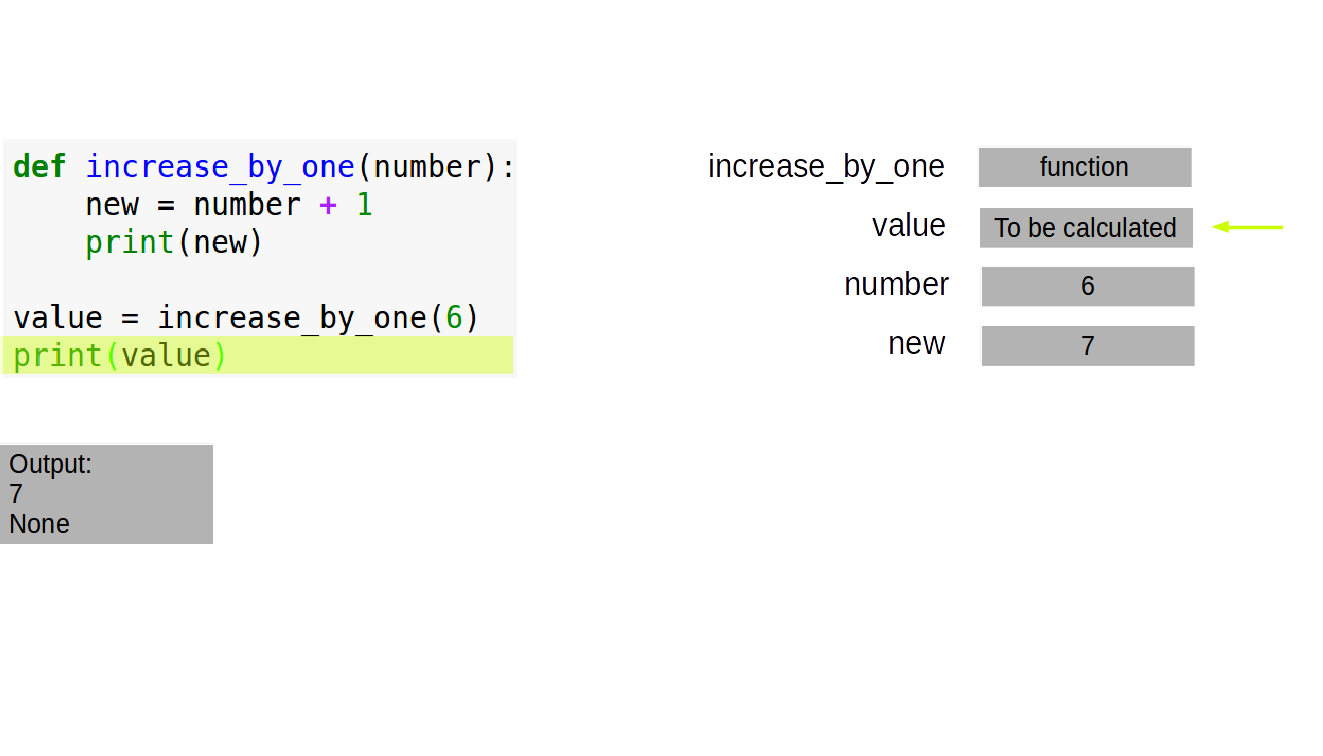 def increase_by_one(number):
    new = number + 1
    print(new)
value = increase_by_one(6)
print(value)
Output:
7
None
increase_by_one function
value To be calculated
number 6
new 7